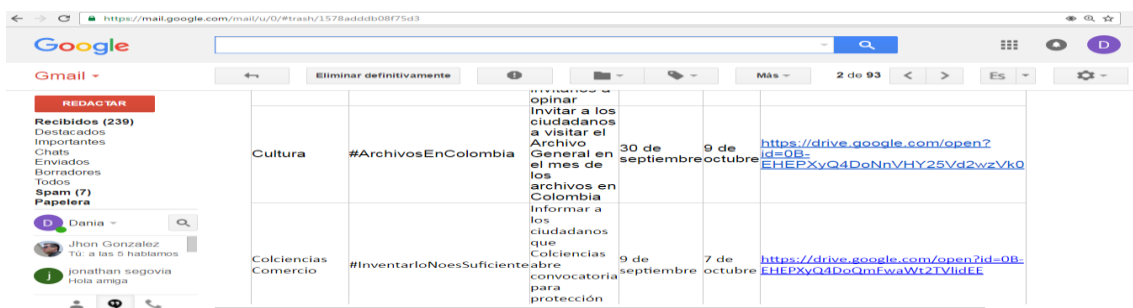 https://mail.google.com/mail/u/0/#trash/1578adddb08f75d3
Google
D
Gmail
Eliminar definitivamente
Más
2 de 93
Es
REDACTAR
Recibidos (239)
Destacados
Importantes
Chats
Enviados
Borradores
Todos
Spam (7)
Papelera
D Dania
Jhon Gonzalez
Tú: a las 5 hablamos
j jonathan segovia
Hola amiga
opinar
Cultura
#ArchivosEnColombia
Invitar a los
ciudadanos
a visitar el
Archivo
General en
el mes de
los
archivos en
Colombia
30 de
septiembre
9 de
octubre
https://drive.google.com/open?
id=0B-
EHEPXyQ4DoNnVHY25Vd2wzVk0
Colciencias
Comercio
#InventarloNoesSuficiente
Informar a
los
ciudadanos
que
Colciencias
abre
convocatoria
para
protección
9 de
septiembre
7 de
octubre
https://drive.google.com/open?id=0B-
EHEPXyQ4DoQmFwaWt2TVlidEE